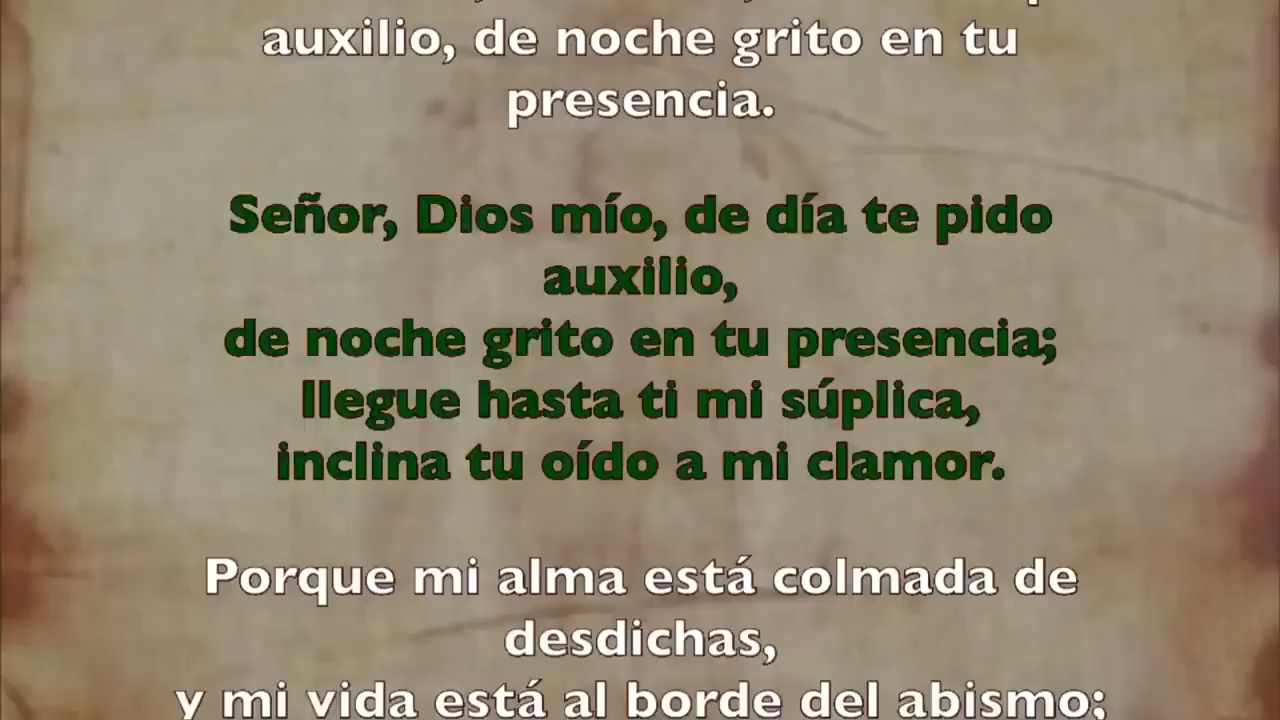 auxilio, de noche grito en tu
presencia.
Señor, Dios mío, de día te pido
auxilio,
de noche grito en tu presencia;
llegue hasta ti mi súplica,
inclina tu oído a mi clamor.
Porque mi alma está colmada de
desdichas,
y mi vida está al borde del abismo;